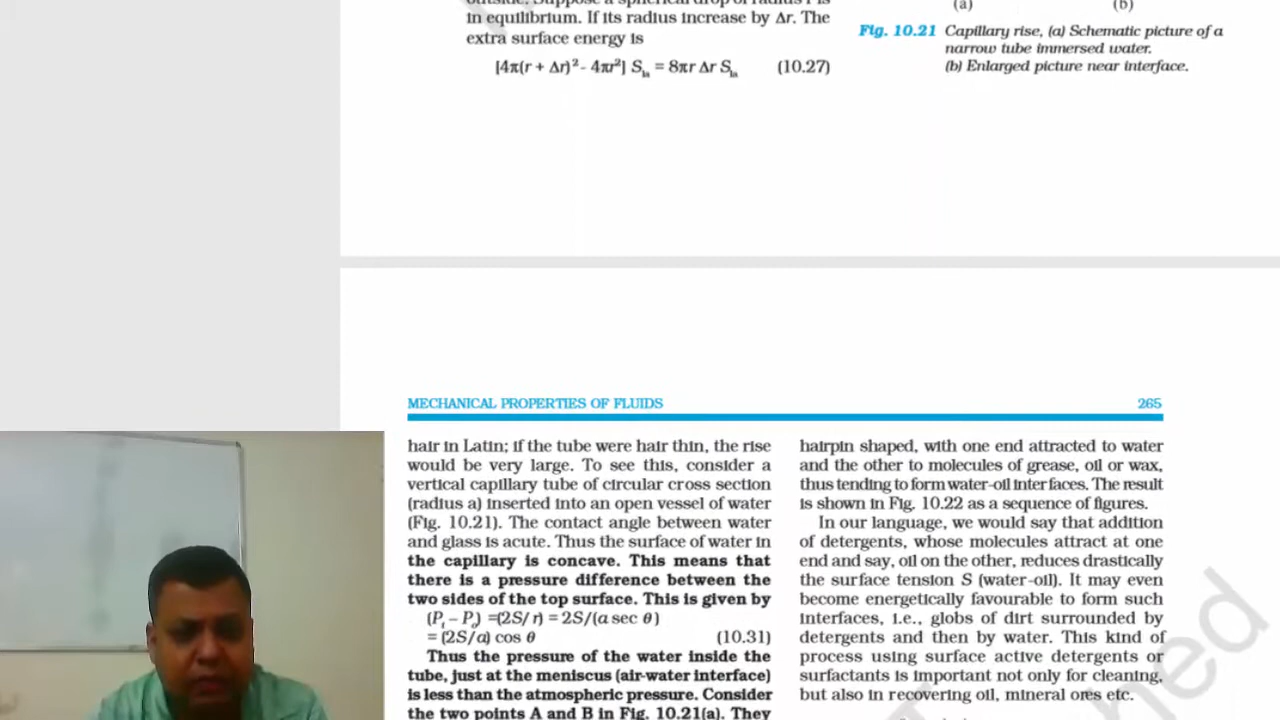 outside. Suppose a spherical drop of radius r is
in equilibrium. If its radius increase by Δr. The
extra surface energy is
[4π(r + Δr)² - 4πr²] Sₗₐ = 8πr Δr Sₗₐ (10.27)
(a) (b)
Fig. 10.21 Capillary rise, (a) Schematic picture of a
narrow tube immersed water.
(b) Enlarged picture near interface.
MECHANICAL PROPERTIES OF FLUIDS 265
hair in Latin; if the tube were hair thin, the rise
would be very large. To see this, consider a
vertical capillary tube of circular cross section
(radius a) inserted into an open vessel of water
(Fig. 10.21). The contact angle between water
and glass is acute. Thus the surface of water in
the capillary is concave. This means that
there is a pressure difference between the
two sides of the top surface. This is given by
(Pᵢ – Pₒ) =(2S/r) = 2S/(a sec θ)
= (2S/a) cos θ (10.31)
Thus the pressure of the water inside the
tube, just at the meniscus (air-water interface)
is less than the atmospheric pressure. Consider
the two points A and B in Fig. 10.21(a). They
hairpin shaped, with one end attracted to water
and the other to molecules of grease, oil or wax,
thus tending to form water-oil interfaces. The result
is shown in Fig. 10.22 as a sequence of figures.
In our language, we would say that addition
of detergents, whose molecules attract at one
end and say, oil on the other, reduces drastically
the surface tension S (water-oil). It may even
become energetically favourable to form such
interfaces, i.e., globs of dirt surrounded by
detergents and then by water. This kind of
process using surface active detergents or
surfactants is important not only for cleaning,
but also in recovering oil, mineral ores etc.